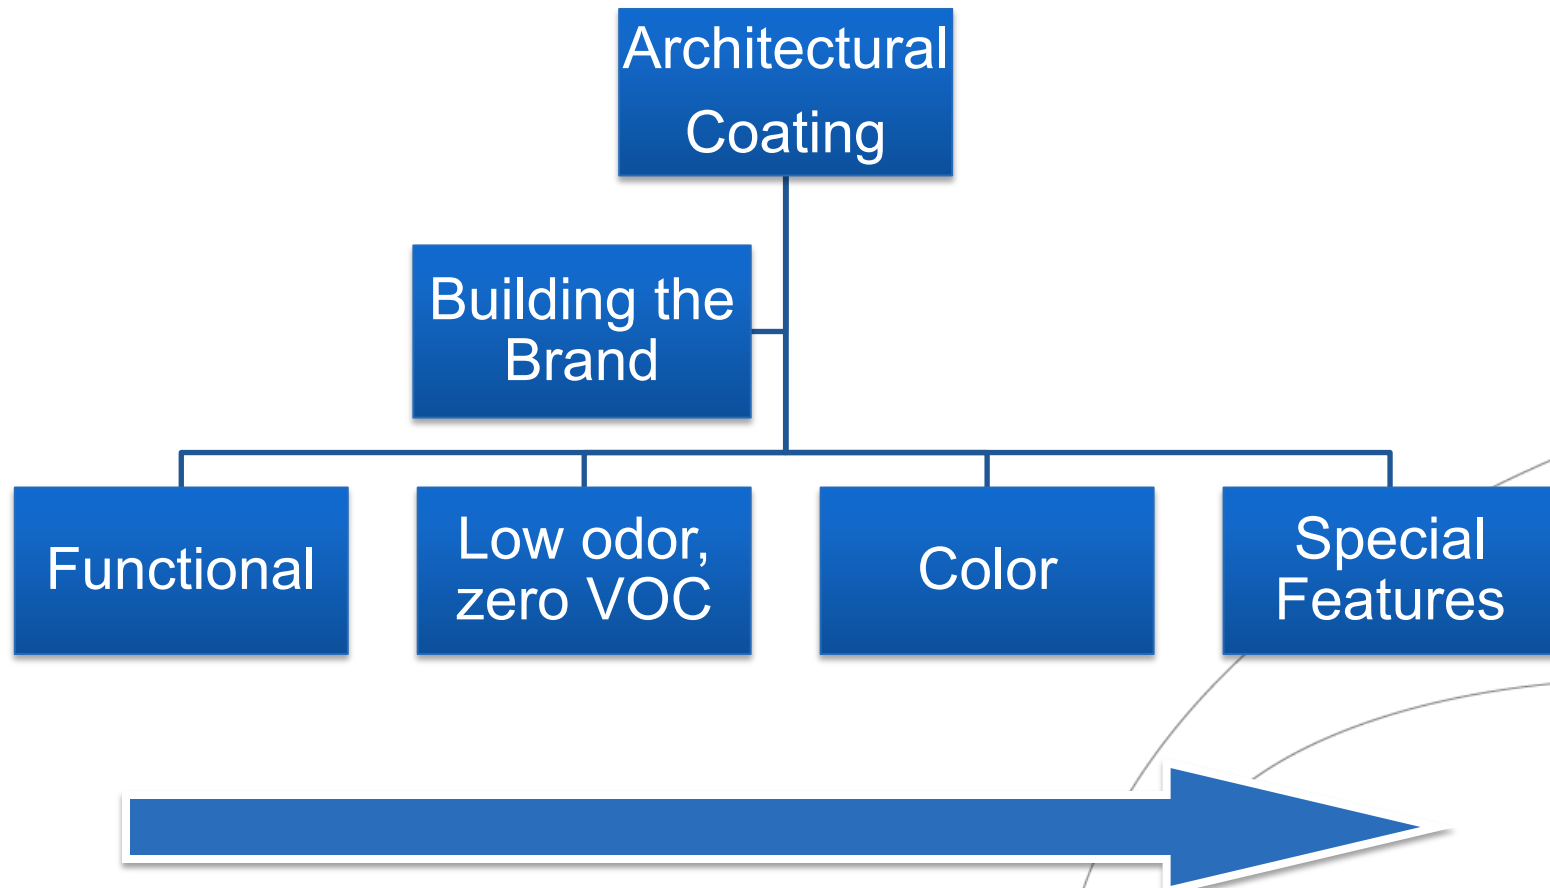 Architectural
Coating
Building the
Brand
Functional
Low odor,
zero VOC
Color
Special
Features